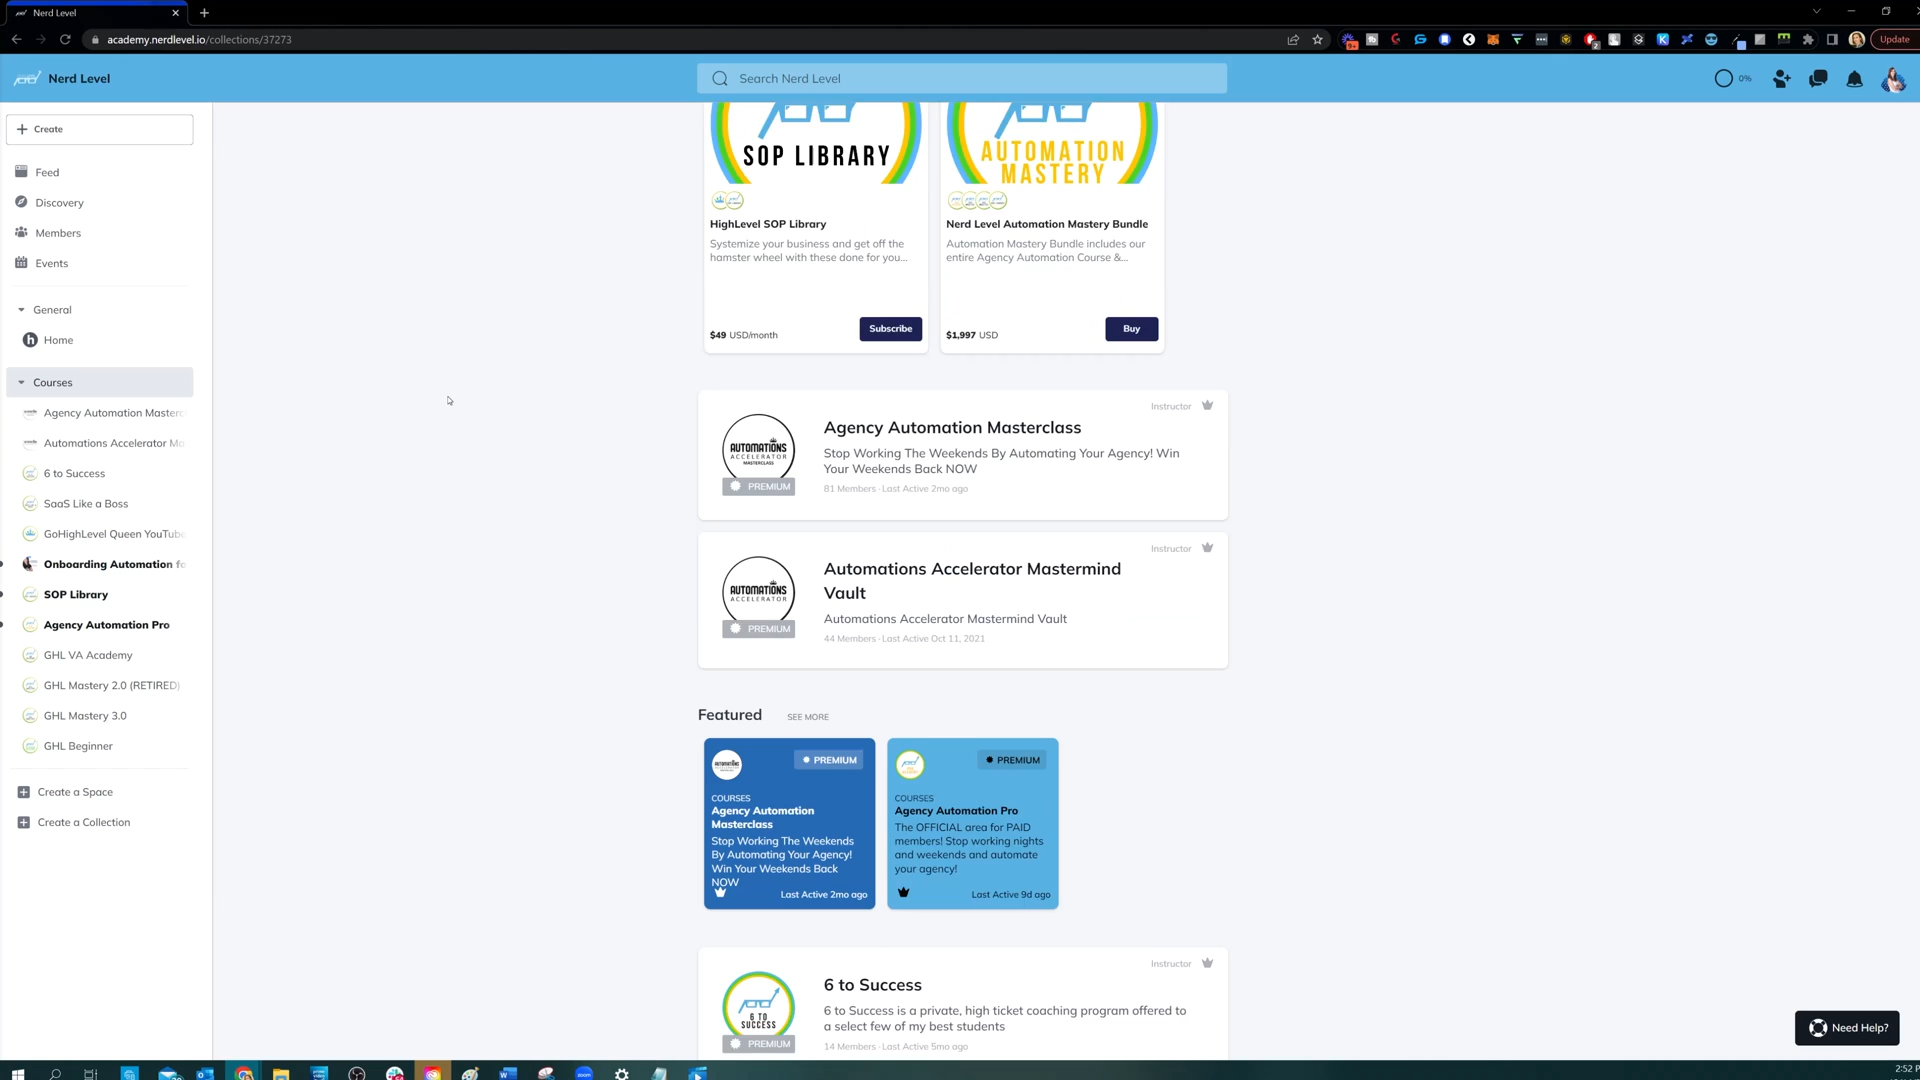 Nerd Level
academy.nerdlevel.io/collections/37273
Update
Nerd Level
Search Nerd Level
0%
Create
Feed
Discovery
Members
Events
General
Home
Courses
Agency Automation Masterc
Automations Accelerator Ma
6 to Success
SaaS Like a Boss
GoHighLevel Queen YouTube
Onboarding Automation fo
SOP Library
Agency Automation Pro
GHL VA Academy
GHL Mastery 2.0 (RETIRED)
GHL Mastery 3.0
GHL Beginner
Create a Space
Create a Collection
SOP LIBRARY
HighLevel SOP Library
Systemize your business and get off the
hamster wheel with these done for you...
$49 USD/month
Subscribe
AUTOMATION
MASTERY
Nerd Level Automation Mastery Bundle
Automation Mastery Bundle includes our
entire Agency Automation Course &...
$1,997 USD
Buy
Instructor
AUTOMATIONS
ACCELERATOR
MASTERCLASS
PREMIUM
Agency Automation Masterclass
Stop Working The Weekends By Automating Your Agency! Win
Your Weekends Back NOW
81 Members · Last Active 2mo ago
Instructor
AUTOMATIONS
ACCELERATOR
PREMIUM
Automations Accelerator Mastermind
Vault
Automations Accelerator Mastermind Vault
44 Members · Last Active Oct 11, 2021
Featured
SEE MORE
PREMIUM
COURSES
Agency Automation
Masterclass
Stop Working The Weekends
By Automating Your Agency!
Win Your Weekends Back
NOW
Last Active 2mo ago
PREMIUM
COURSES
Agency Automation Pro
The OFFICIAL area for PAID
members! Stop working nights
and weekends and automate
your agency!
Last Active 9d ago
Instructor
6 TO
SUCCESS
PREMIUM
6 to Success
6 to Success is a private, high ticket coaching program offered to
a select few of my best students
14 Members · Last Active 5mo ago
Need Help?
2:52 P